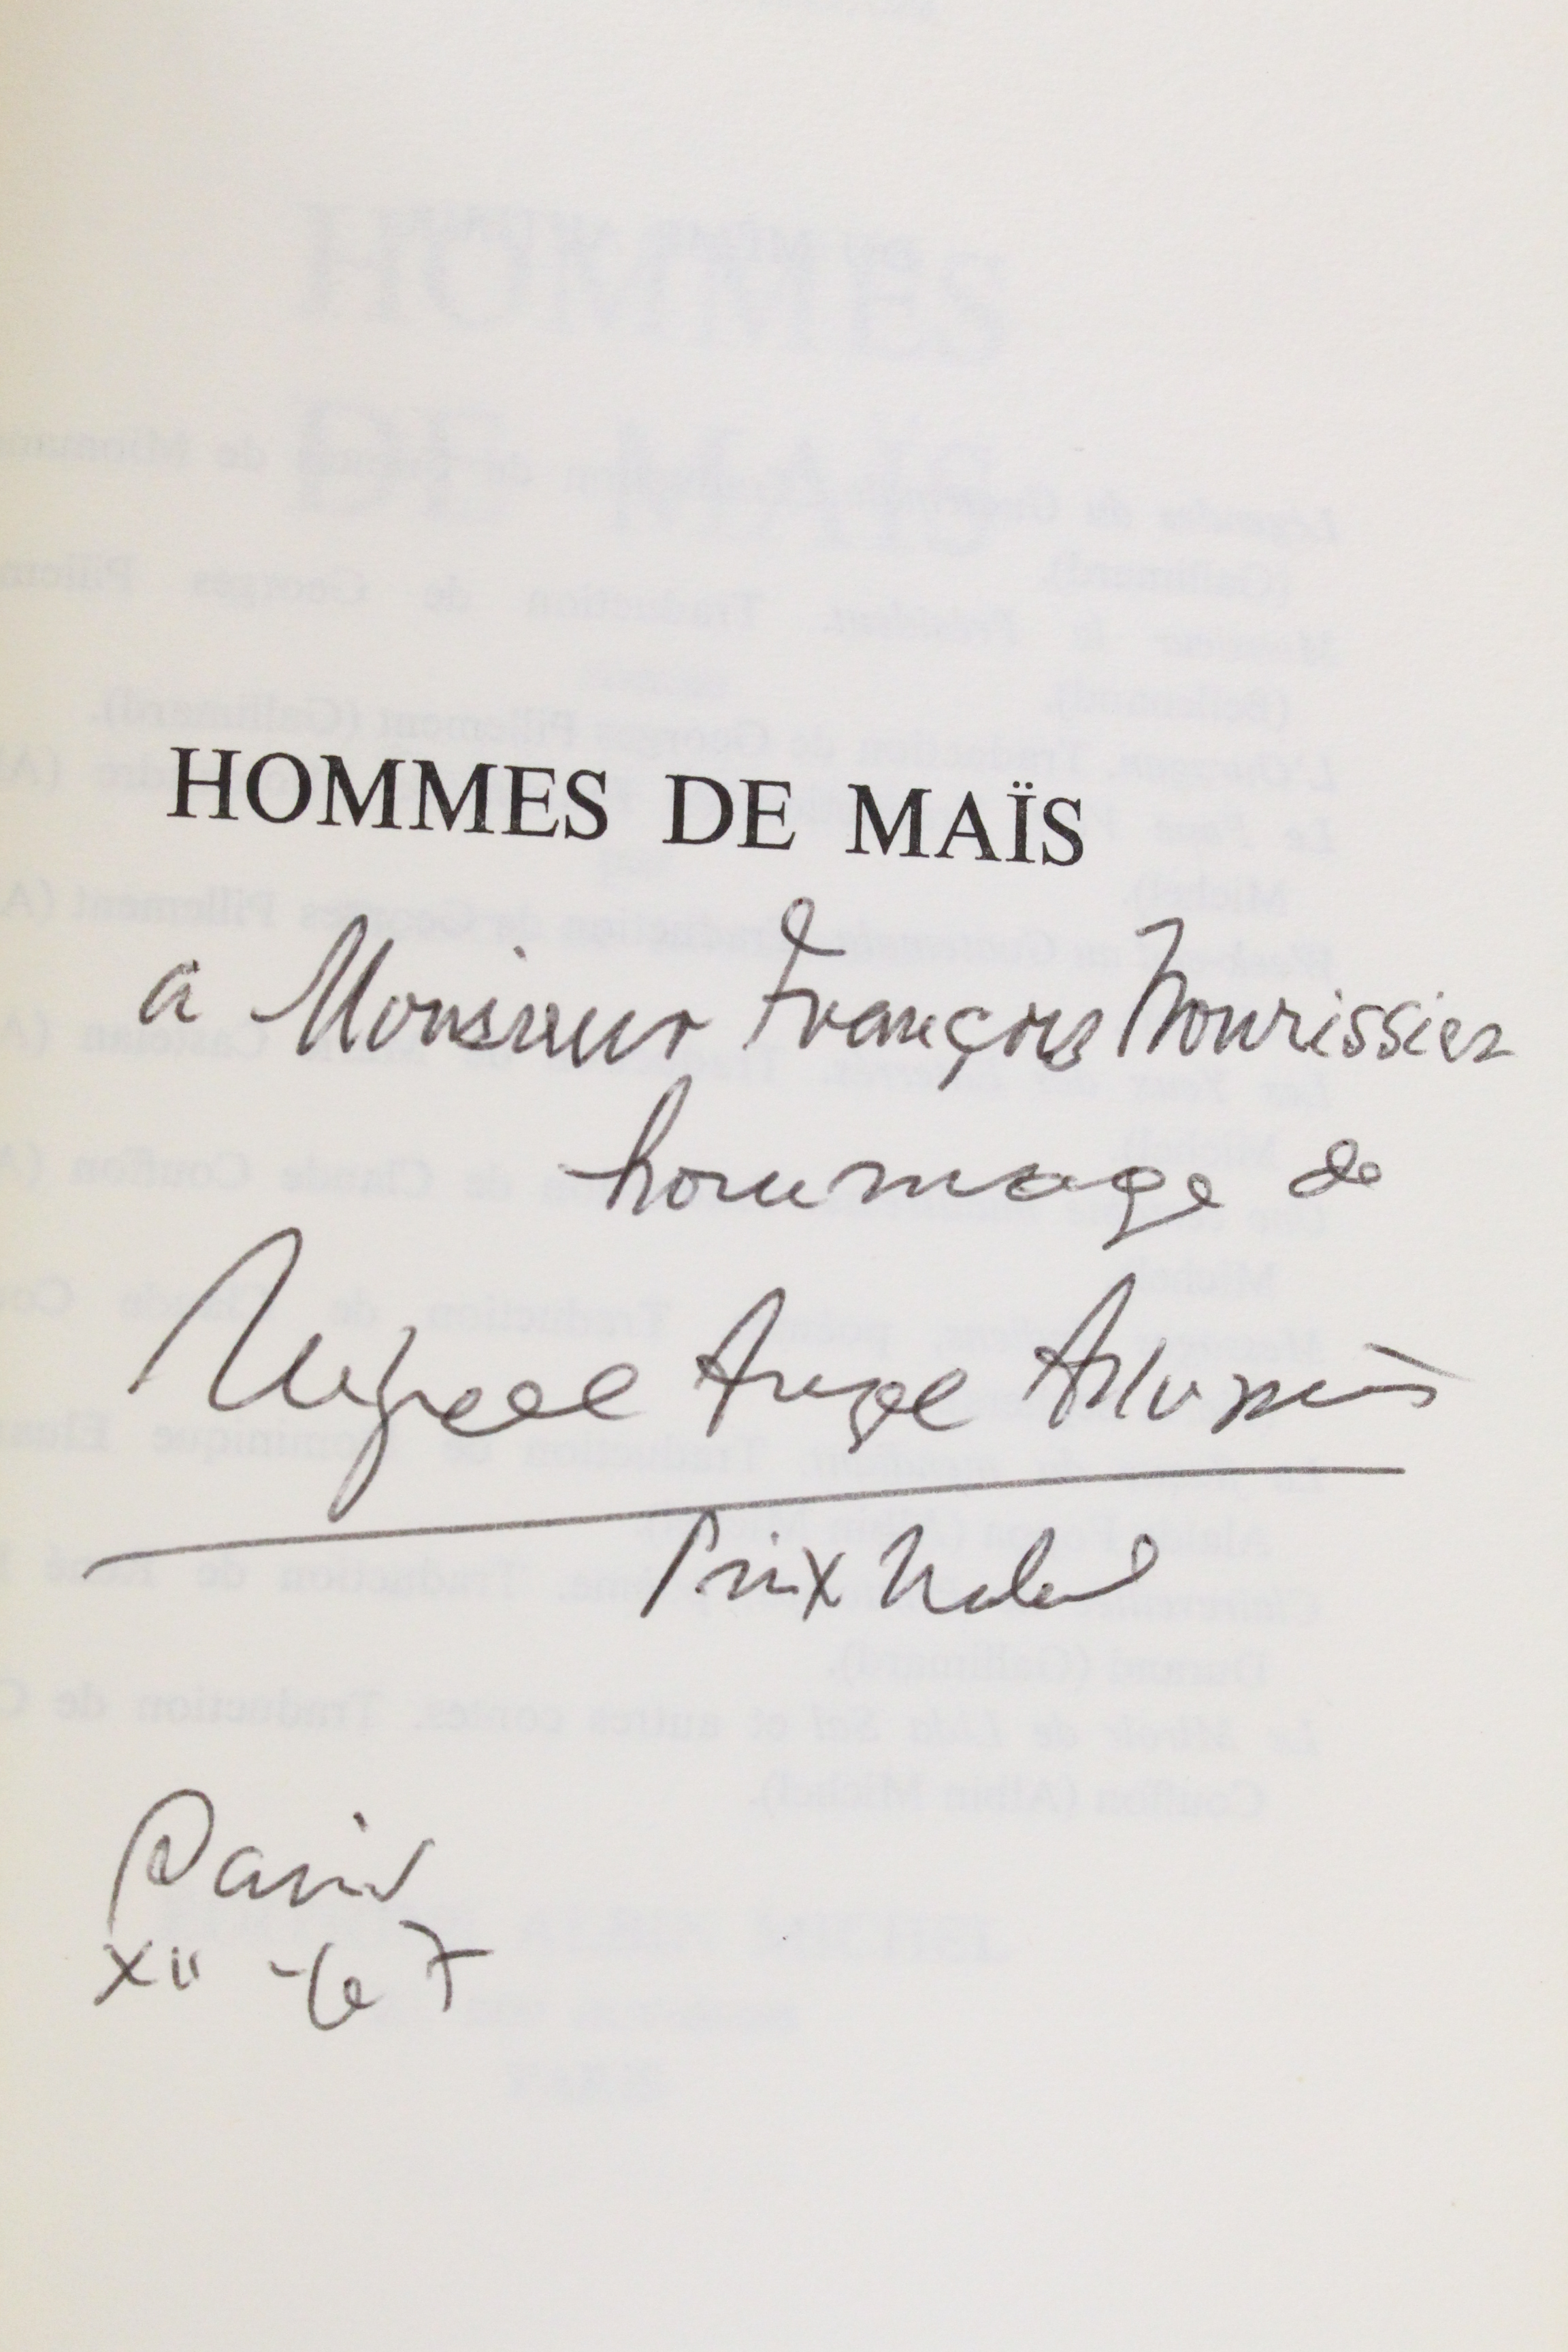 HOMMES DE MAÏS
a Monsieur François Nourissier
hommage de
Miguel Angel Asturias
Prix Nobel
Paris
XII -67